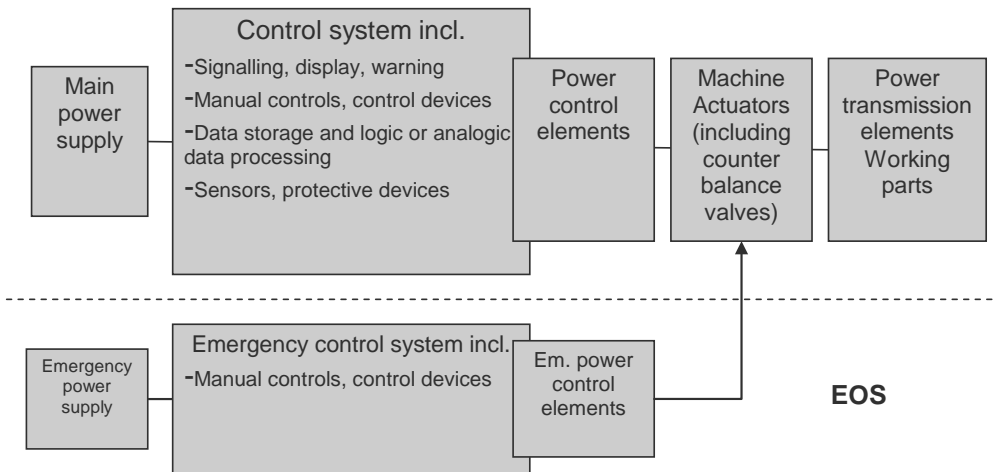 Control system incl.
-Signalling, display, warning
-Manual controls, control devices
-Data storage and logic or analogic
data processing
-Sensors, protective devices
Main
power
supply
Power
control
elements
Machine
Actuators
(including
counter
balance
valves)
Power
transmission
elements
Working
parts
Emergency control system incl.
-Manual controls, control devices
Emergency
power
supply
Em. power
control
elements
EOS